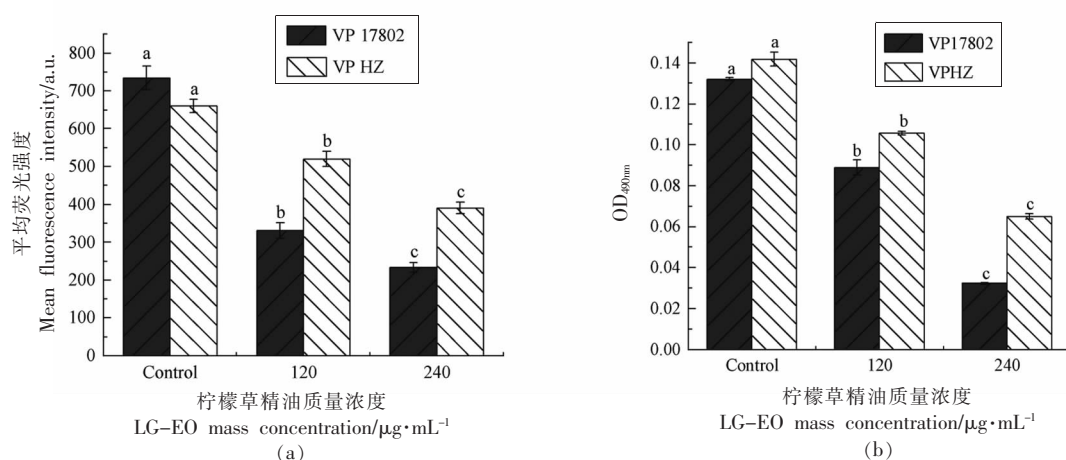 VP 17802
VP HZ
平均荧光强度
Mean fluorescence intensity/a.u.
800
700
600
500
400
300
200
100
0
a
a
b
b
c
c
Control
120
240
柠檬草精油质量浓度
LG-EO mass concentration/μg·mL⁻¹
(a)
VP17802
VPHZ
OD490nm
0.14
0.12
0.10
0.08
0.06
0.04
0.02
0.00
a
a
b
b
c
c
Control
120
240
柠檬草精油质量浓度
LG-EO mass concentration/μg·mL⁻¹
(b)